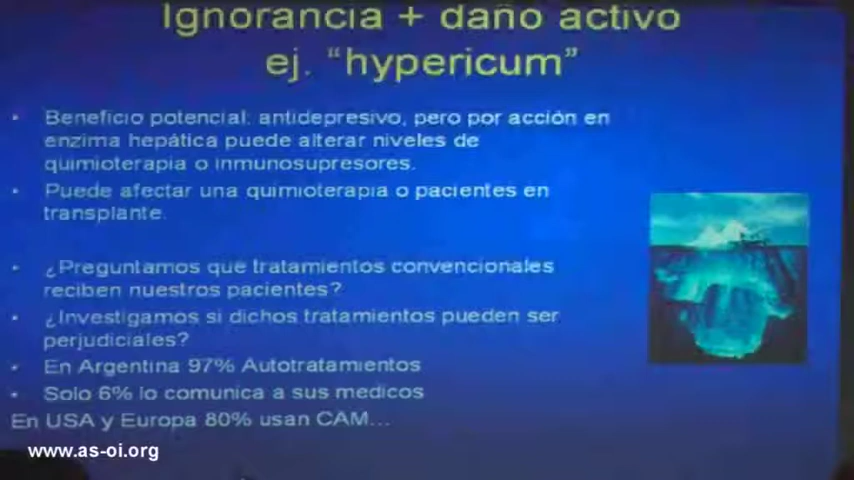 Ignorancia + daño activo
ej. "hypericum"
• Beneficio potencial: antidepresivo, pero por acción en
enzima hepática puede alterar niveles de
quimioterapia o inmunosupresores.
• Puede afectar una quimioterapia o pacientes en
transplante.
• ¿Preguntamos que tratamientos convencionales
reciben nuestros pacientes?
• ¿Investigamos si dichos tratamientos pueden ser
perjudiciales?
• En Argentina 97% Autotratamientos
• Solo 6% lo comunica a sus medicos
En USA y Europa 80% usan CAM...
www.as-oi.org